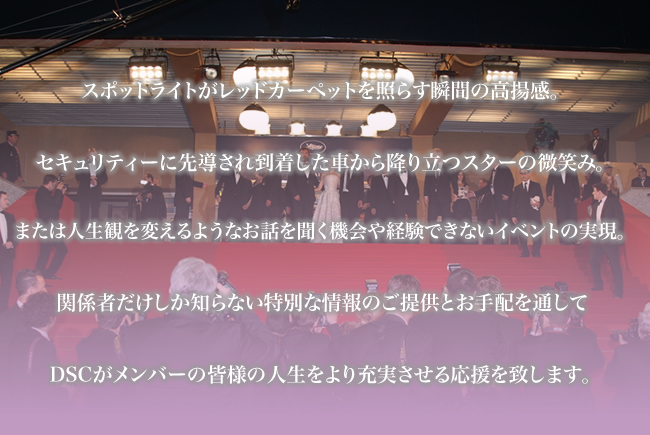 スポットライトがレッドカーペットを照らす瞬間の高揚感。
セキュリティーに先導され到着した車から降り立つスターの微笑み。
または人生観を変えるようなお話を聞く機会や経験できないイベントの実現。
関係者だけしか知らない特別な情報のご提供とお手配を通して
DSCがメンバーの皆様の人生をより充実させる応援を致します。